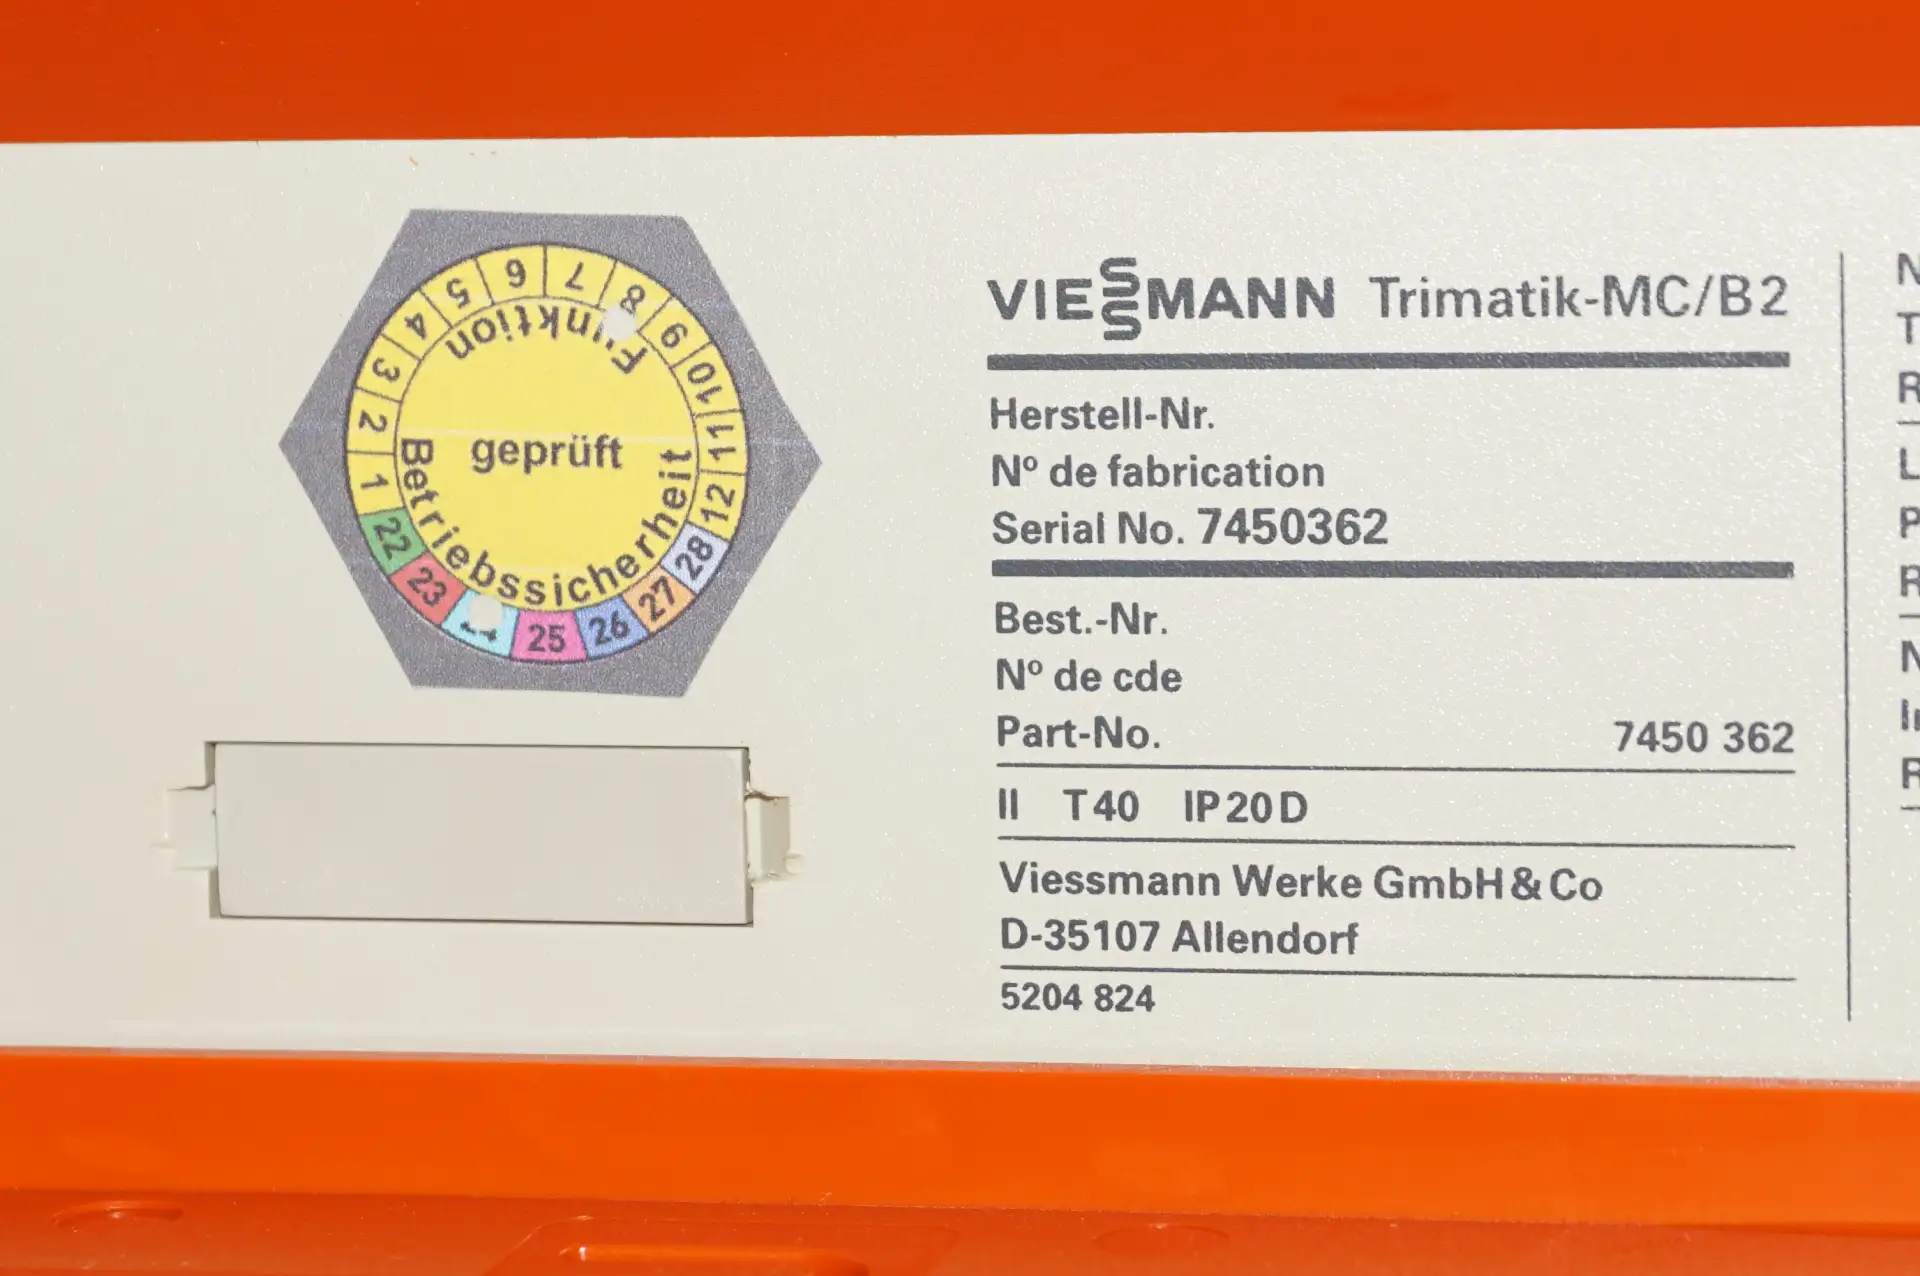 Funktion
geprüft
Betriebssicherheit
1 2 3 4 5 6 7 8 9 10 11 12
22 23 25 26 27 28
VIESSMANN Trimatik-MC/B2
Herstell-Nr.
Nº de fabrication
Serial No. 7450362
Best.-Nr.
Nº de cde
Part-No. 7450 362
II T40 IP20D
Viessmann Werke GmbH & Co
D-35107 Allendorf
5204 824